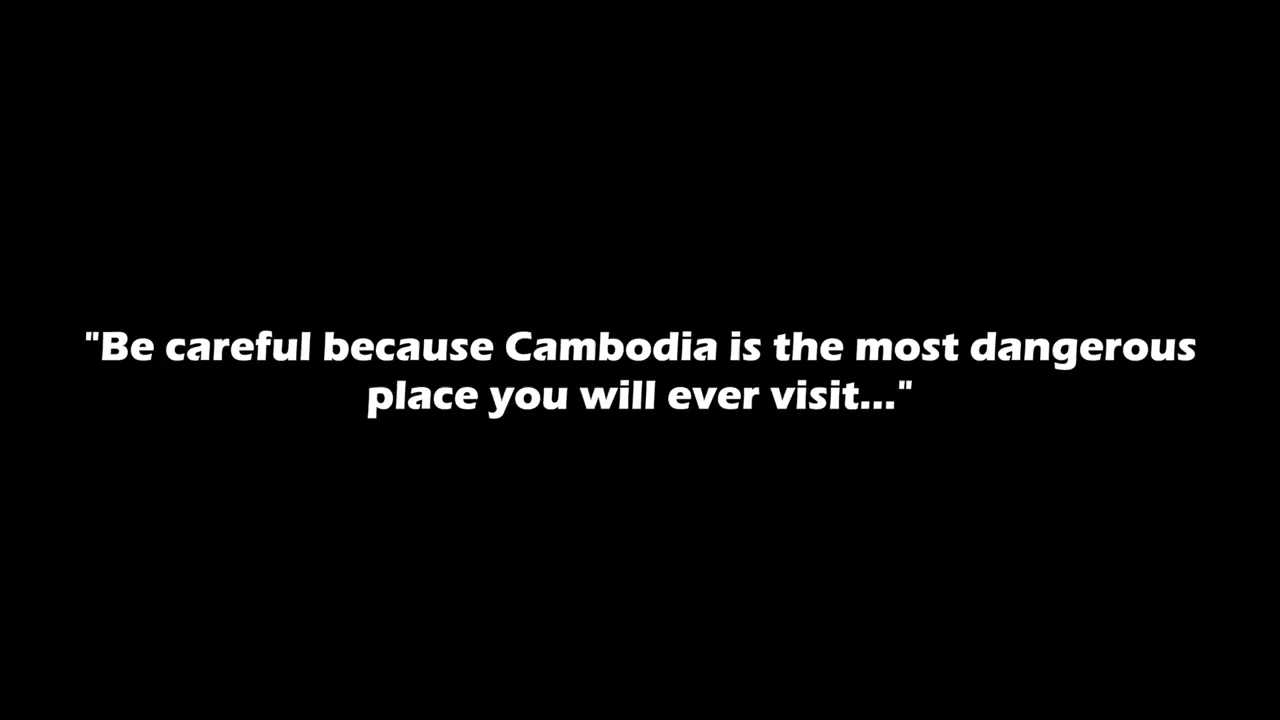 "Be careful because Cambodia is the most dangerous
place you will ever visit..."